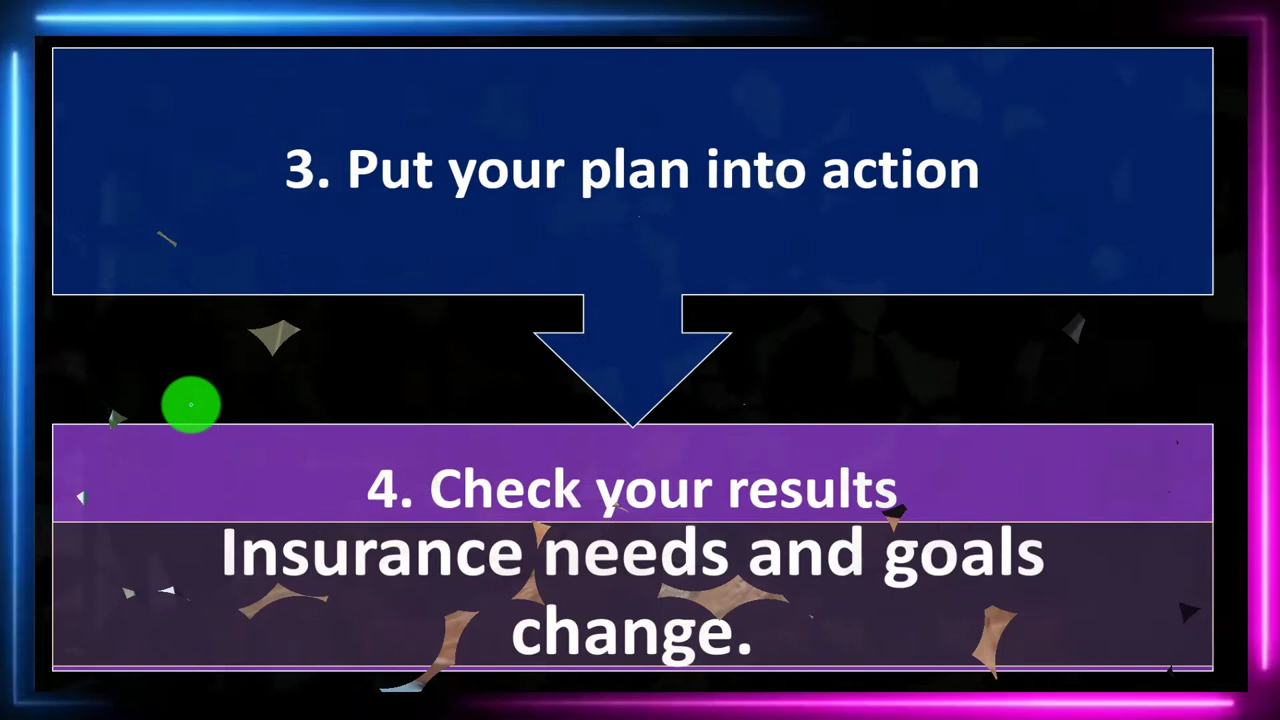 3. Put your plan into action
4. Check your results
Insurance needs and goals
change.